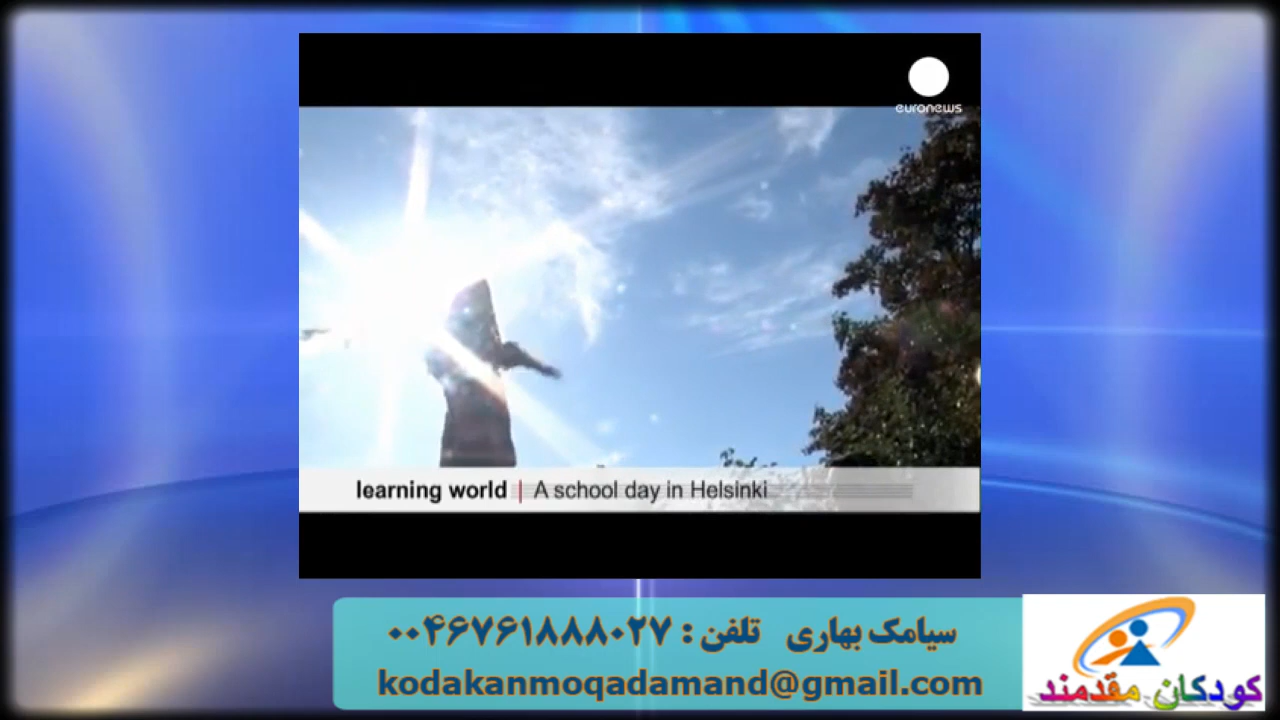 euronews
learning world | A school day in Helsinki
سیامک بهاری تلفن : ۰۰۴۶۷۶۱۸۸۸۰۲۷
kodakanmoqadamand@gmail.com
کودکان مقدمند